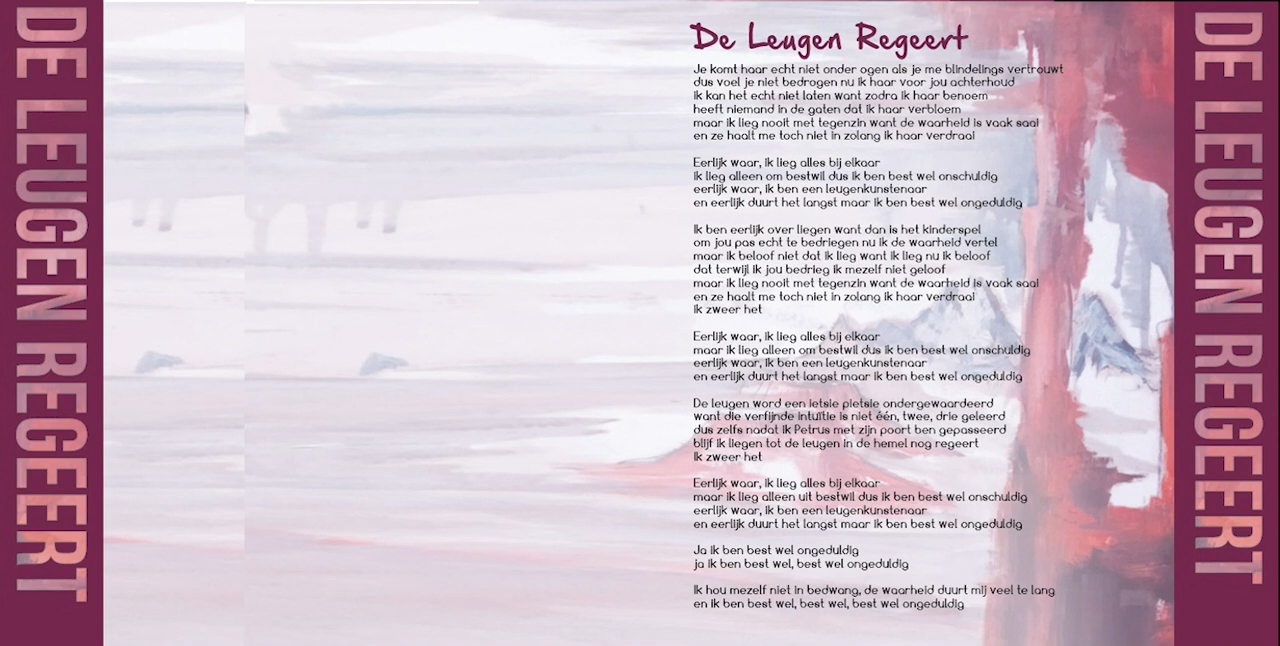 DE LEUGEN REGEERT
De Leugen Regeert
Je komt haar echt niet onder ogen als je me blindelings vertrouwt
dus voel je niet bedrogen nu ik haar voor jou achterhoud
ik kan het echt niet laten want zodra ik haar benoem
heeft niemand in de gaten dat ik haar verbloem
maar ik lieg nooit met tegenzin want de waarheid is vaak saai
en ze haalt me toch niet in zolang ik haar verdraai

Eerlijk waar, ik lieg alles bij elkaar
ik lieg alleen om bestwil dus ik ben best wel onschuldig
eerlijk waar, ik ben een leugenkunstenaar
en eerlijk duurt het langst maar ik ben best wel ongeduldig

Ik ben eerlijk over liegen want dan is het kinderspel
om jou pas echt te bedriegen nu ik de waarheid vertel
maar ik beloof niet dat ik lieg want ik lieg nu ik beloof
dat terwijl ik jou bedrieg ik mezelf niet geloof
maar ik lieg nooit met tegenzin want de waarheid is vaak saai
en ze haalt me toch niet in zolang ik haar verdraai
ik zweer het

Eerlijk waar, ik lieg alles bij elkaar
maar ik lieg alleen om bestwil dus ik ben best wel onschuldig
eerlijk waar, ik ben een leugenkunstenaar
en eerlijk duurt het langst maar ik ben best wel ongeduldig

De leugen word een ietsie pietsie ondergewaardeerd
want die verfijnde intuïtie is niet één, twee, drie geleerd
dus zelfs nadat ik Petrus met zijn poort ben gepasseerd
blijf ik liegen tot de leugen in de hemel nog regeert
Ik zweer het

Eerlijk waar, ik lieg alles bij elkaar
maar ik lieg alleen uit bestwil dus ik ben best wel onschuldig
eerlijk waar, ik ben een leugenkunstenaar
en eerlijk duurt het langst maar ik ben best wel ongeduldig

Ja ik ben best wel ongeduldig
ja ik ben best wel, best wel ongeduldig

Ik hou mezelf niet in bedwang, de waarheid duurt mij veel te lang
en ik ben best wel, best wel, best wel ongeduldig
DE LEUGEN REGEERT